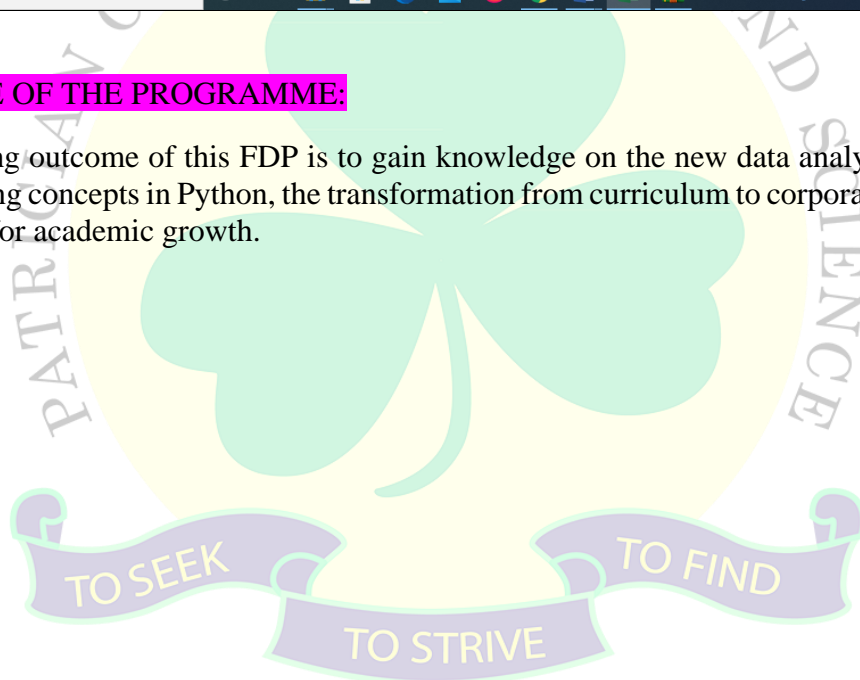 E OF THE PROGRAMME:
ng outcome of this FDP is to gain knowledge on the new data analy
ng concepts in Python, the transformation from curriculum to corpora
for academic growth.
PATRICIAN C
ND SCIENCE
TO SEEK
TO STRIVE
TO FIND